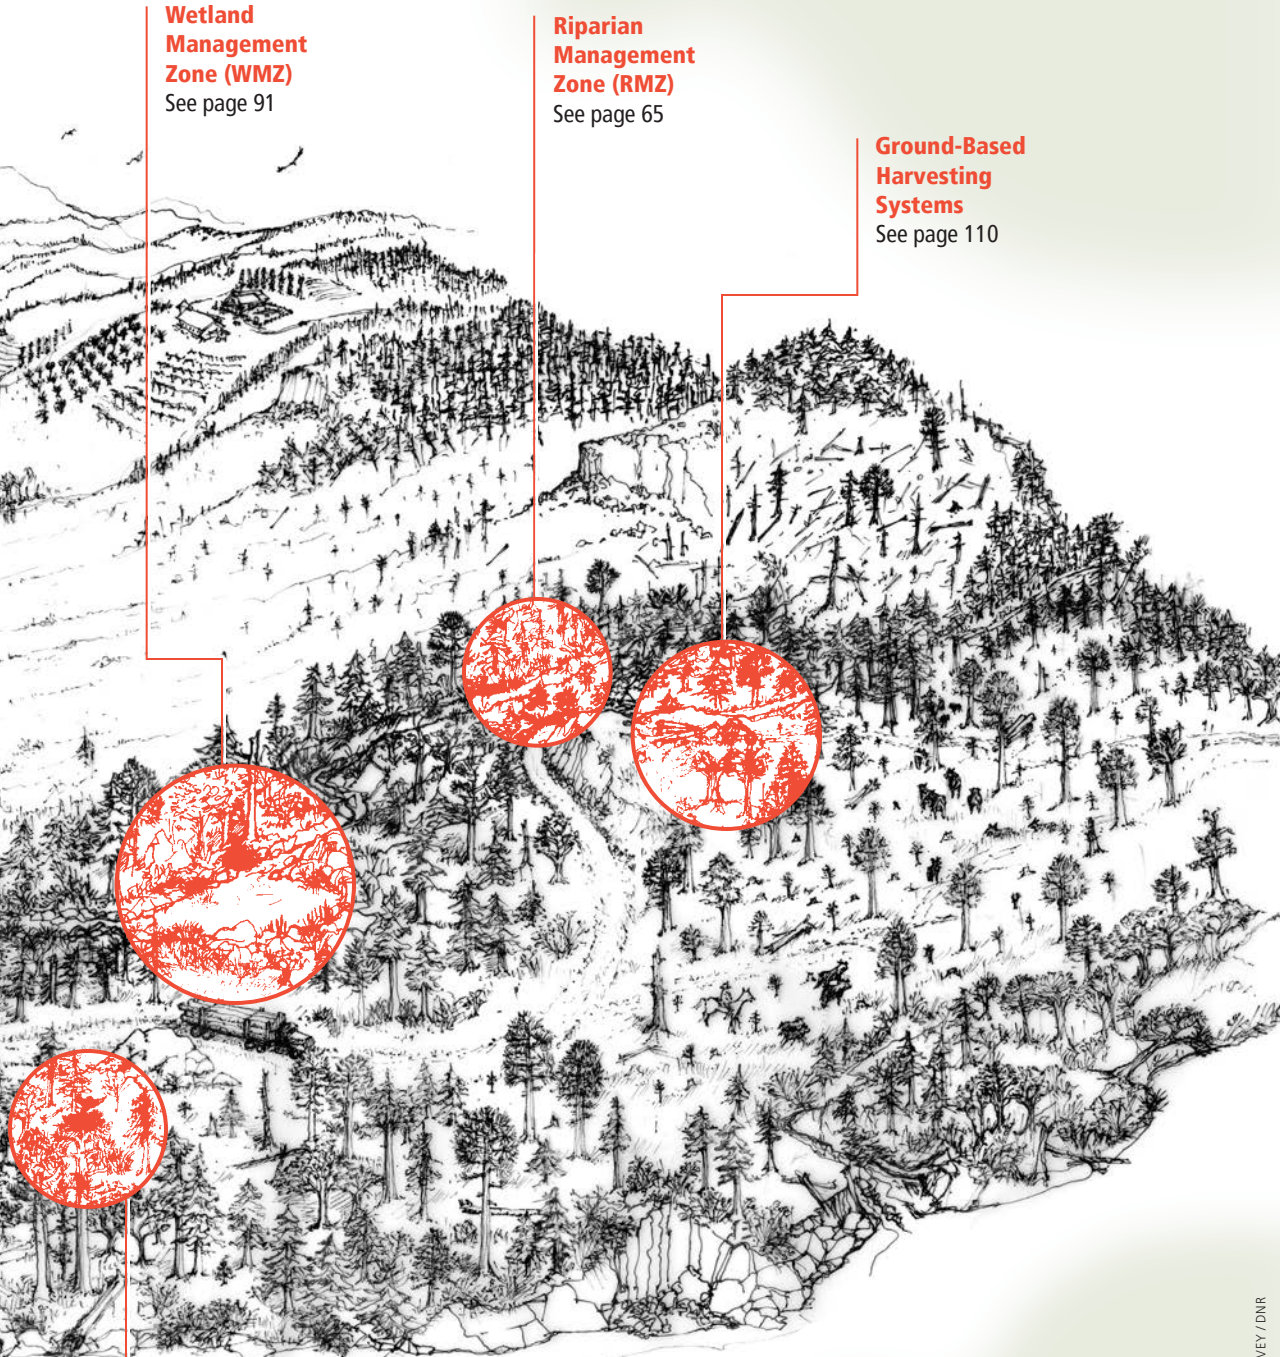 Wetland
Management
Zone (WMZ)
See page 91
Riparian
Management
Zone (RMZ)
See page 65
Ground-Based
Harvesting
Systems
See page 110
/ DNR